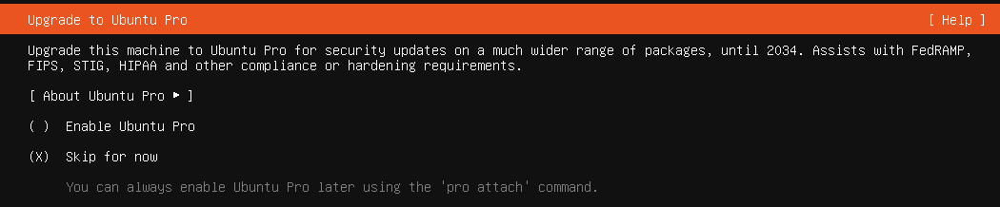 Upgrade to Ubuntu Pro [ Help ]
Upgrade this machine to Ubuntu Pro for security updates on a much wider range of packages, until 2034. Assists with FedRAMP,
FIPS, STIG, HIPAA and other compliance or hardening requirements.
[ About Ubuntu Pro ▶ ]
( ) Enable Ubuntu Pro
(X) Skip for now
You can always enable Ubuntu Pro later using the 'pro attach' command.